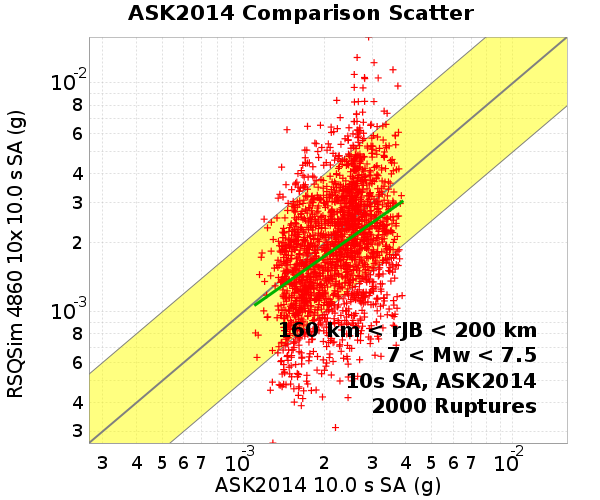 ASK2014 Comparison Scatter
RSQSim 4860 10x 10.0 s SA (g)
10-2
8
6
4
3
2
10-3
8
6
4
3
160 km < rJB < 200 km
7 < Mw < 7.5
10s SA, ASK2014
2000 Ruptures
3 4 5 6 7 10-3 2 3 4 5 6 7 10-2
ASK2014 10.0 s SA (g)